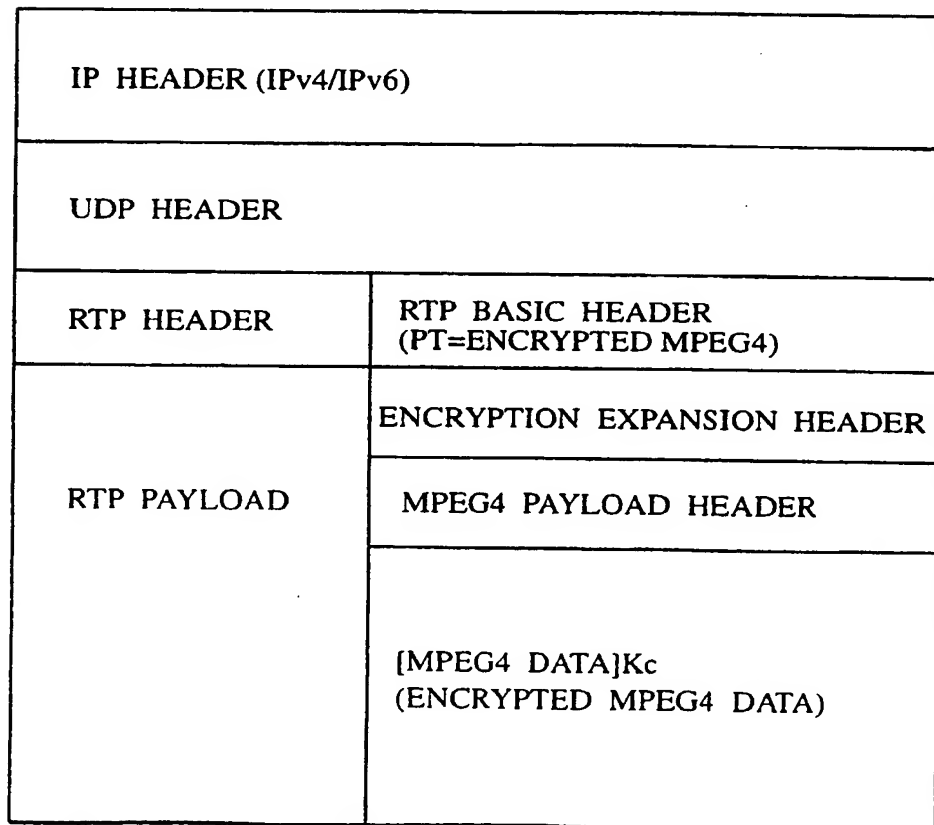 IP HEADER (IPv4/IPv6)
UDP HEADER
RTP HEADER
RTP BASIC HEADER
(PT=ENCRYPTED MPEG4)
ENCRYPTION EXPANSION HEADER
RTP PAYLOAD
MPEG4 PAYLOAD HEADER
[MPEG4 DATA]Kc
(ENCRYPTED MPEG4 DATA)